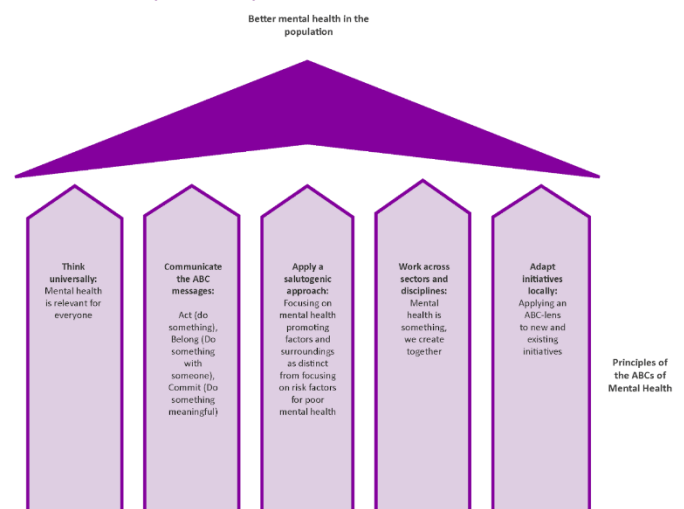 Better mental health in the
population
Think
universally:
Mental health
is relevant for
everyone
Communicate
the ABC
messages:
Act (do
something),
Belong (Do
something
with
someone),
Commit (Do
something
meaningful)
Apply a
salutogenic
approach:
Focusing on
mental health
promoting
factors and
surroundings
as distinct
from focusing
on risk factors
for poor
mental health
Work across
sectors and
disciplines:
Mental
health is
something,
we create
together
Adapt
initiatives
locally:
Applying an
ABC-lens
to new and
existing
initiatives
Principles of
the ABCs of
Mental Health